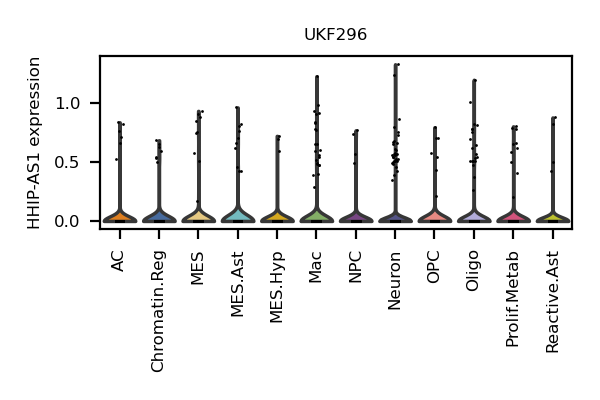 UKF296
HHIP-AS1 expression
1.0
0.5
0.0
AC
Chromatin.Reg
MES
MES.Ast
MES.Hyp
Mac
NPC
Neuron
OPC
Oligo
Prolif.Metab
Reactive.Ast